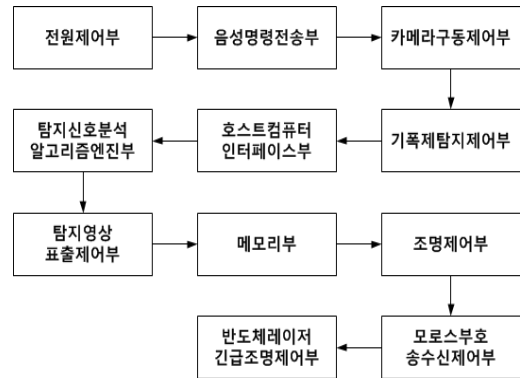 전원제어부
음성명령전송부
카메라구동제어부
탐지신호분석
알고리즘엔진부
호스트컴퓨터
인터페이스부
기폭제탐지제어부
탐지영상
표출제어부
메모리부
조명제어부
반도체레이저
긴급조명제어부
모로스부호
송수신제어부